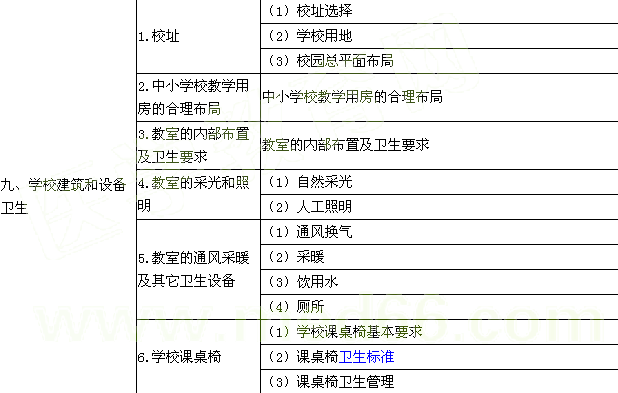 九、学校建筑和设备
卫生
1.校址
（1）校址选择
（2）学校用地
（3）校园总平面布局
2.中小学校教学用
房的合理布局
中小学校教学用房的合理布局
3.教室的内部布置
及卫生要求
教室的内部布置及卫生要求
4.教室的采光和照
明
（1）自然采光
（2）人工照明
5.教室的通风采暖
及其它卫生设备
（1）通风换气
（2）采暖
（3）饮用水
（4）厕所
6.学校课桌椅
（1）学校课桌椅基本要求
（2）课桌椅卫生标准
（3）课桌椅卫生管理
www.med66.com